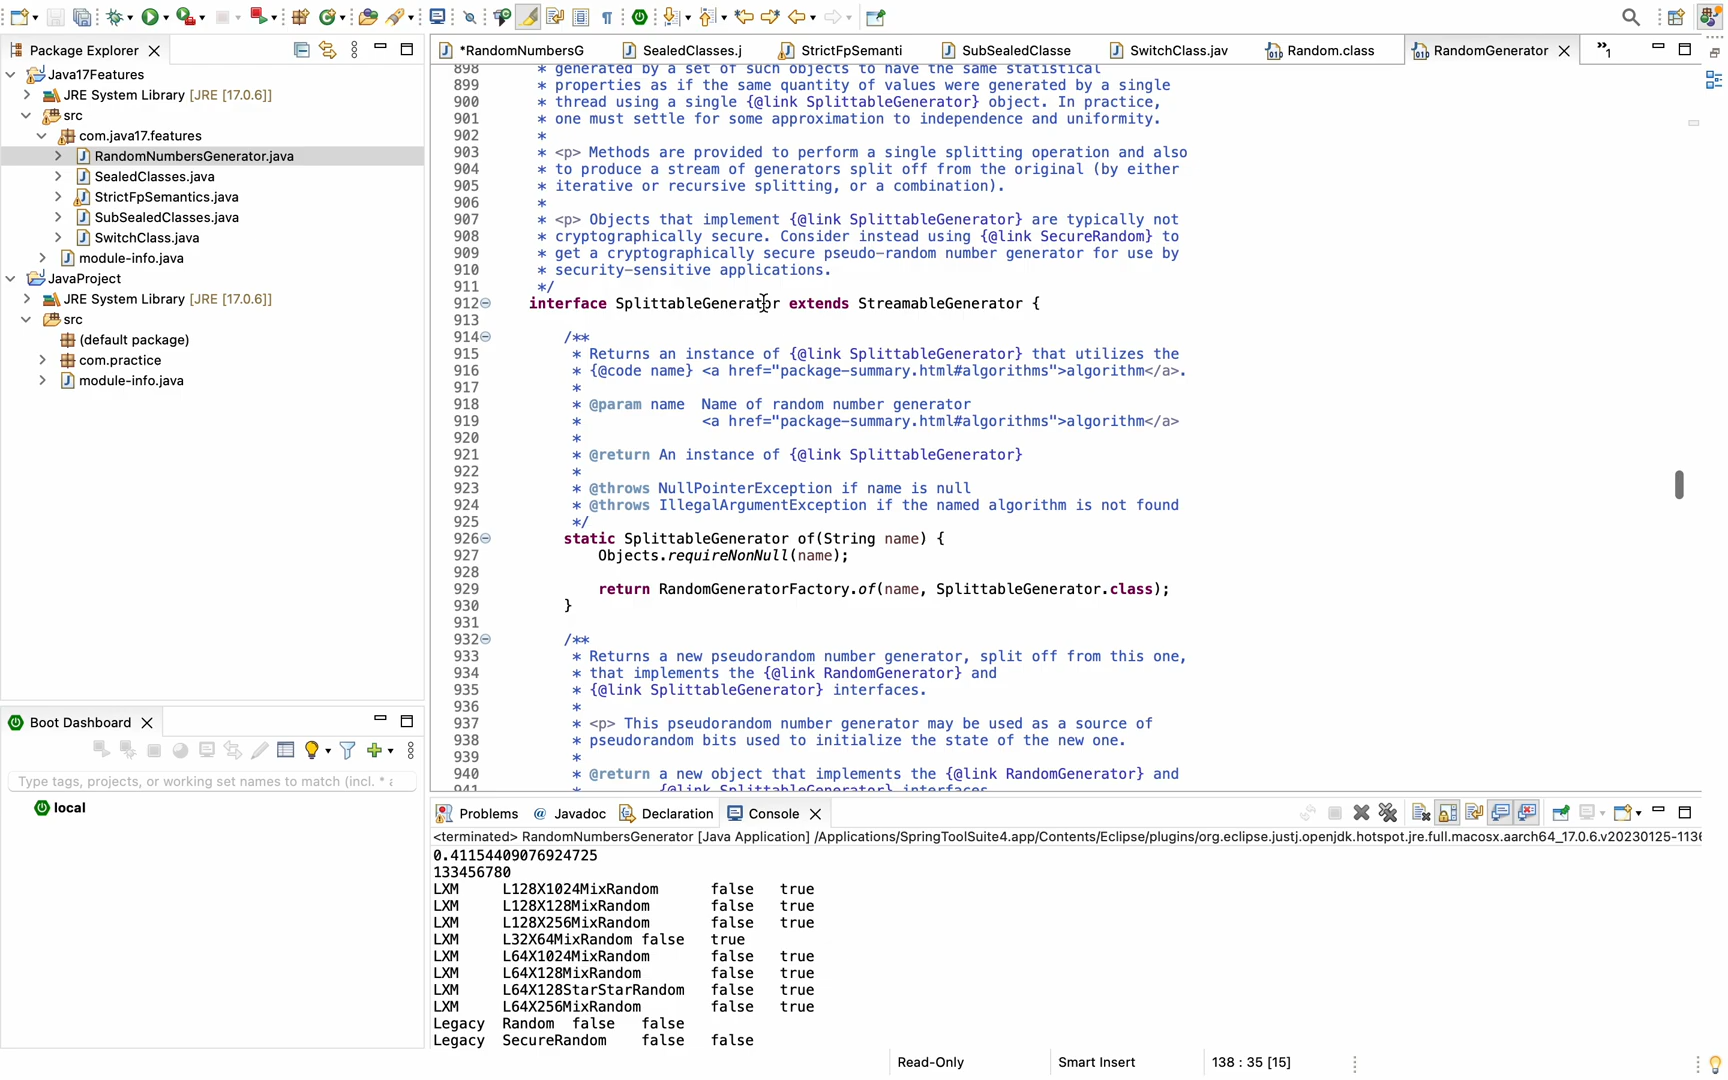 Package Explorer
*RandomNumbersG
SealedClasses.j
StrictFpSemanti
SubSealedClasse
SwitchClass.jav
Random.class
RandomGenerator
»1
Java17Features
JRE System Library [JRE [17.0.6]]
src
com.java17.features
RandomNumbersGenerator.java
SealedClasses.java
StrictFpSemantics.java
SubSealedClasses.java
SwitchClass.java
module-info.java
JavaProject
JRE System Library [JRE [17.0.6]]
src
(default package)
com.practice
module-info.java
898 * generated by a set of such objects to have the same statistical
899 * properties as if the same quantity of values were generated by a single
900 * thread using a single {@link SplittableGenerator} object. In practice,
901 * one must settle for some approximation to independence and uniformity.
902 *
903 * <p> Methods are provided to perform a single splitting operation and also
904 * to produce a stream of generators split off from the original (by either
905 * iterative or recursive splitting, or a combination).
906 *
907 * <p> Objects that implement {@link SplittableGenerator} are typically not
908 * cryptographically secure. Consider instead using {@link SecureRandom} to
909 * get a cryptographically secure pseudo-random number generator for use by
910 * security-sensitive applications.
911 */
912 interface SplittableGenerator extends StreamableGenerator {
913
914 /**
915 * Returns an instance of {@link SplittableGenerator} that utilizes the
916 * {@code name} <a href="package-summary.html#algorithms">algorithm</a>.
917 *
918 * @param name Name of random number generator
919 * <a href="package-summary.html#algorithms">algorithm</a>
920 *
921 * @return An instance of {@link SplittableGenerator}
922 *
923 * @throws NullPointerException if name is null
924 * @throws IllegalArgumentException if the named algorithm is not found
925 */
926 static SplittableGenerator of(String name) {
927 Objects.requireNonNull(name);
928
929 return RandomGeneratorFactory.of(name, SplittableGenerator.class);
930 }
931
932 /**
933 * Returns a new pseudorandom number generator, split off from this one,
934 * that implements the {@link RandomGenerator} and
935 * {@link SplittableGenerator} interfaces.
936 *
937 * <p> This pseudorandom number generator may be used as a source of
938 * pseudorandom bits used to initialize the state of the new one.
939 *
940 * @return a new object that implements the {@link RandomGenerator} and
941 * {@link SplittableGenerator} interfaces
Boot Dashboard
Type tags, projects, or working set names to match (incl. *
local
Problems
@ Javadoc
Declaration
Console
<terminated> RandomNumbersGenerator [Java Application] /Applications/SpringToolSuite4.app/Contents/Eclipse/plugins/org.eclipse.justj.openjdk.hotspot.jre.full.macosx.aarch64_17.0.6.v20230125-1136
0.41154409076924725
133456780
LXM L128X1024MixRandom false true
LXM L128X128MixRandom false true
LXM L128X256MixRandom false true
LXM L32X64MixRandom false true
LXM L64X1024MixRandom false true
LXM L64X128MixRandom false true
LXM L64X128StarStarRandom false true
LXM L64X256MixRandom false true
Legacy Random false false
Legacy SecureRandom false false
Read-Only
Smart Insert
138 : 35 [15]